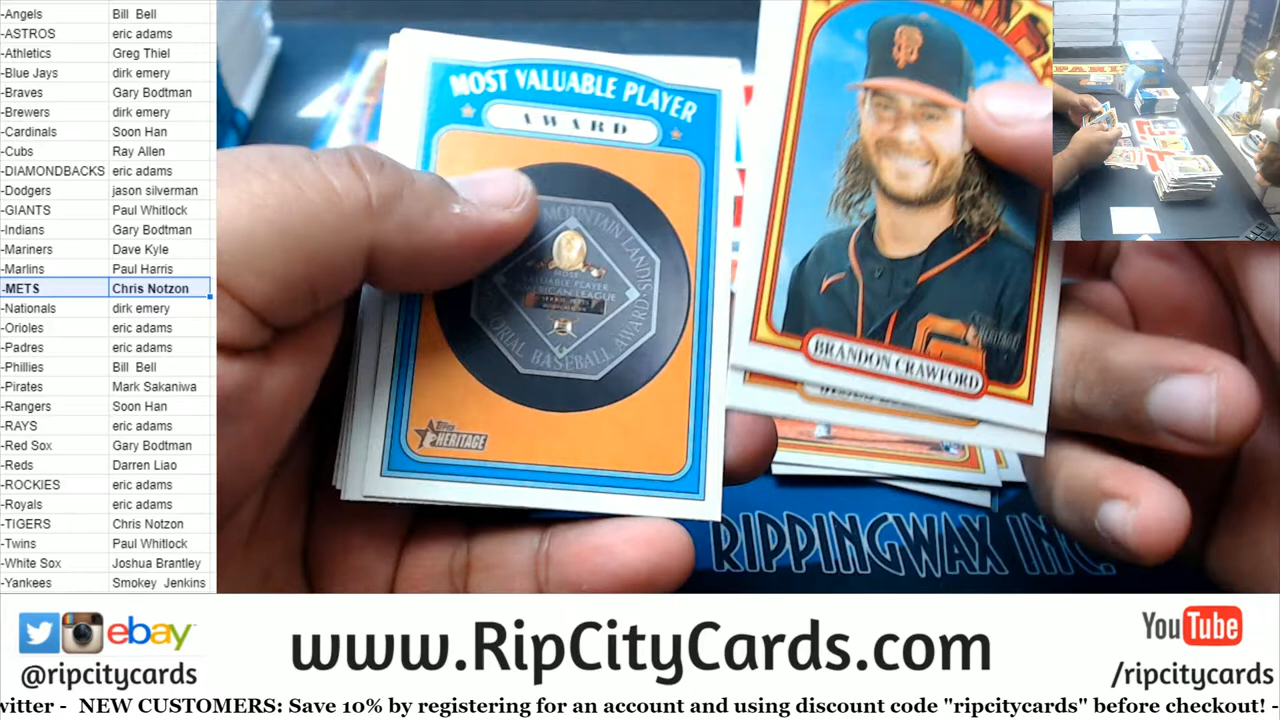 -Angels Bill Bell
-ASTROS eric adams
-Athletics Greg Thiel
-Blue Jays dirk emery
-Braves Gary Bodtman
-Brewers dirk emery
-Cardinals Soon Han
-Cubs Ray Allen
-DIAMONDBACKS eric adams
-Dodgers jason silverman
-GIANTS Paul Whitlock
-Indians Gary Bodtman
-Mariners Dave Kyle
-Marlins Paul Harris
-METS Chris Notzon
-Nationals dirk emery
-Orioles eric adams
-Padres eric adams
-Phillies Bill Bell
-Pirates Mark Sakaniwa
-Rangers Soon Han
-RAYS eric adams
-Red Sox Gary Bodtman
-Reds Darren Liao
-ROCKIES eric adams
-Royals eric adams
-TIGERS Chris Notzon
-Twins Paul Whitlock
-White Sox Joshua Brantley
-Yankees Smokey Jenkins
MOST VALUABLE PLAYER
AWARD
MOUNTAIN LANDIS
MOST
VALUABLE PLAYER
AMERICAN LEAGUE
MEMORIAL BASEBALL AWARD
Topps
HERITAGE
BRANDON CRAWFORD
RIPPINGWAX INC.
ebay
@ripcitycards
www.RipCityCards.com
YouTube
/ripcitycards
witter - NEW CUSTOMERS: Save 10% by registering for an account and using discount code "ripcitycards" before checkout! -